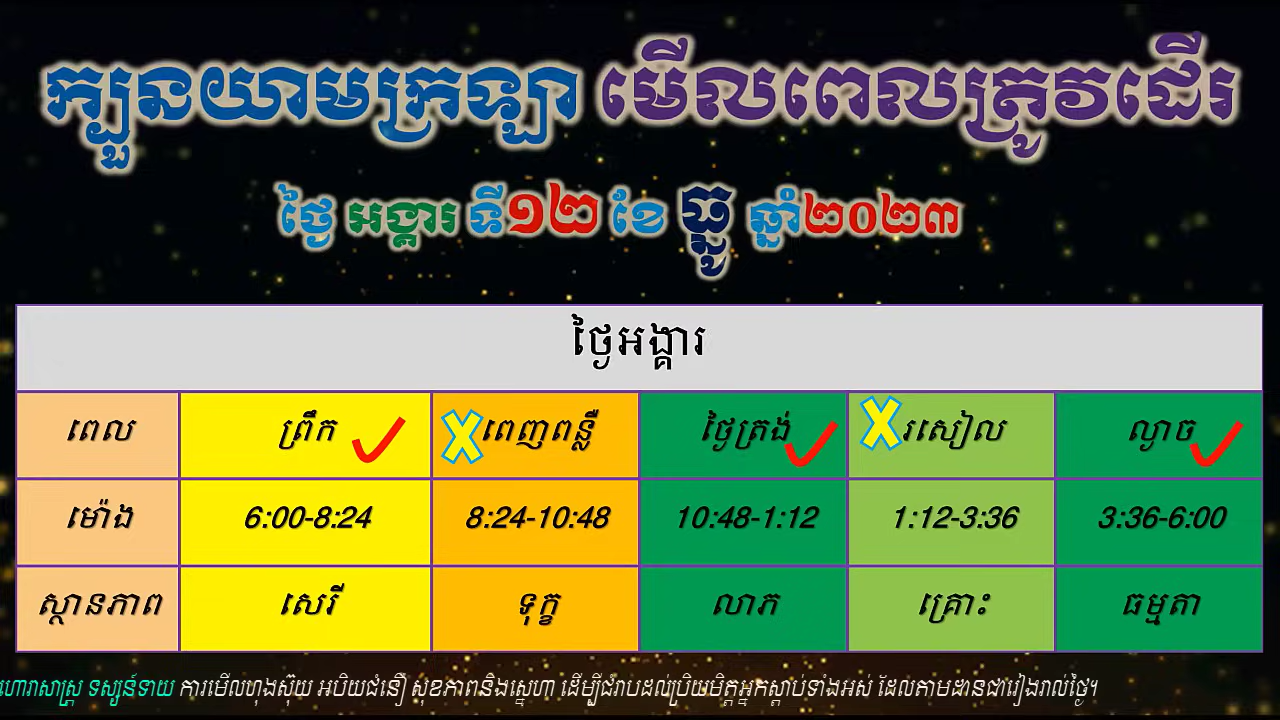 ក្បួនយាមក្រឡា មើលពេលត្រូវដើរ
ថ្ងៃ អង្គារ ទី១២ ខែ ធ្នូ ឆ្នាំ២០២៣
ថ្ងៃអង្គារ
ពេល ព្រឹក X ពេញពន្លឺ ថ្ងៃត្រង់ X រសៀល ល្ងាច
ម៉ោង 6:00-8:24 8:24-10:48 10:48-1:12 1:12-3:36 3:36-6:00
ស្ថានភាព សេរី ទុក្ខ លាភ គ្រោះ ធម្មតា
ហោរាសាស្ត្រ ទស្សន៍ទាយ ការមើលហុងស៊ុយ អបិយជំនឿ សុខភាពនិងស្នេហា ដើម្បីជំរាបដល់ប្រិយមិត្តអ្នកស្តាប់ទាំងអស់ ដែលតាមដានជារៀងរាល់ថ្ងៃ។